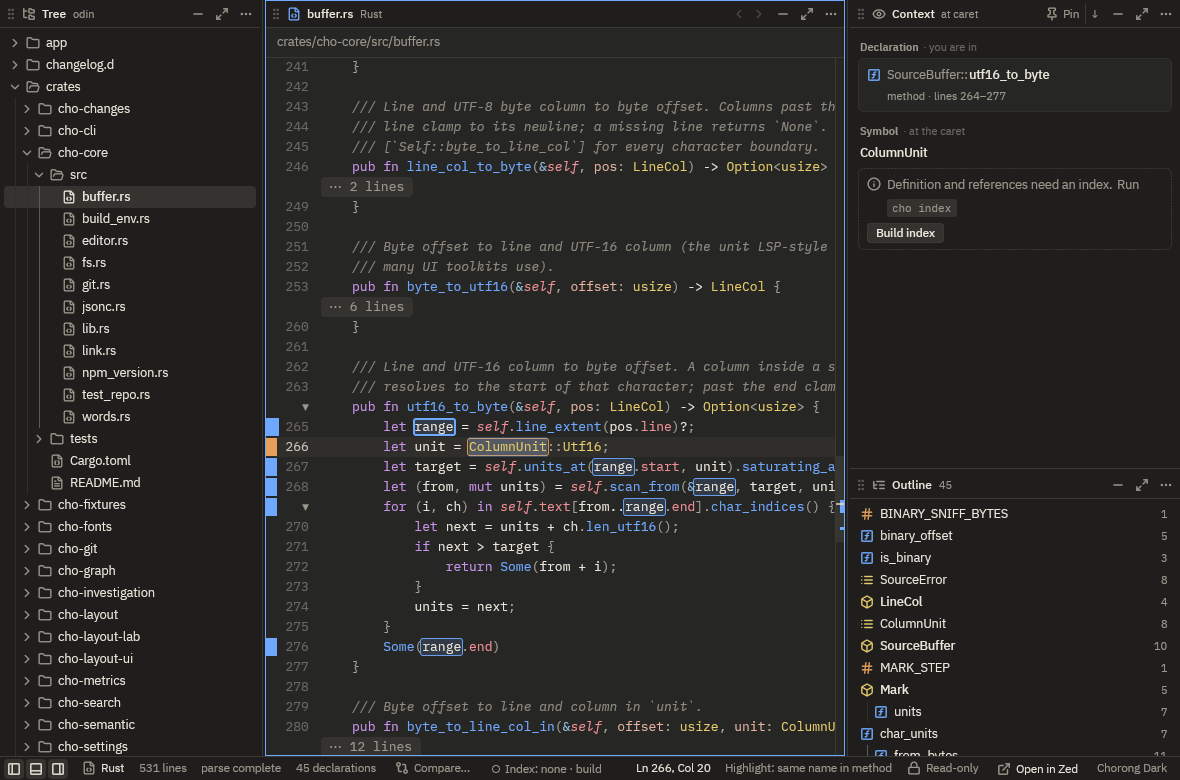 Tree odin
app
changelog.d
crates
cho-changes
cho-cli
cho-core
src
buffer.rs
build_env.rs
editor.rs
fs.rs
git.rs
jsonc.rs
lib.rs
link.rs
npm_version.rs
test_repo.rs
words.rs
tests
Cargo.toml
README.md
cho-fixtures
cho-fonts
cho-git
cho-graph
cho-investigation
cho-layout
cho-layout-lab
cho-layout-ui
cho-metrics
cho-search
cho-semantic
cho-settings
buffer.rs Rust
crates/cho-core/src/buffer.rs
241 }
242
243 /// Line and UTF-8 byte column to byte offset. Columns past th
244 /// line clamp to its newline; a missing line returns `None`.
245 /// [`Self::byte_to_line_col`] for every character boundary.
246 pub fn line_col_to_byte(&self, pos: LineCol) -> Option<usize>
··· 2 lines
249 }
250
251 /// Byte offset to line and UTF-16 column (the unit LSP-style
252 /// many UI toolkits use).
253 pub fn byte_to_utf16(&self, offset: usize) -> LineCol {
··· 6 lines
260 }
261
262 /// Line and UTF-16 column to byte offset. A column inside a s
263 /// resolves to the start of that character; past the end clam
pub fn utf16_to_byte(&self, pos: LineCol) -> Option<usize> {
265 let range = self.line_extent(pos.line)?;
266 let unit = ColumnUnit::Utf16;
267 let target = self.units_at(range.start, unit).saturating_a
268 let (from, mut units) = self.scan_from(&range, target, uni
for (i, ch) in self.text[from..range.end].char_indices() {
270 let next = units + ch.len_utf16();
271 if next > target {
272 return Some(from + i);
273 }
274 units = next;
275 }
276 Some(range.end)
277 }
278
279 /// Byte offset to line and column in `unit`.
280 pub fn byte_to_line_col_in(&self, offset: usize, unit: ColumnU
··· 12 lines
Context at caret
Pin
Declaration · you are in
SourceBuffer::utf16_to_byte
method · lines 264–277
Symbol · at the caret
ColumnUnit
Definition and references need an index. Run
cho index
Build index
Outline 45
BINARY_SNIFF_BYTES 1
binary_offset 5
is_binary 3
SourceError 8
LineCol 4
ColumnUnit 8
SourceBuffer 10
MARK_STEP 1
Mark 5
units 7
char_units 7
from_bytes
Rust 531 lines parse complete 45 declarations Compare... Index: none · build Ln 266, Col 20 Highlight: same name in method Read-only Open in Zed Chorong Dark